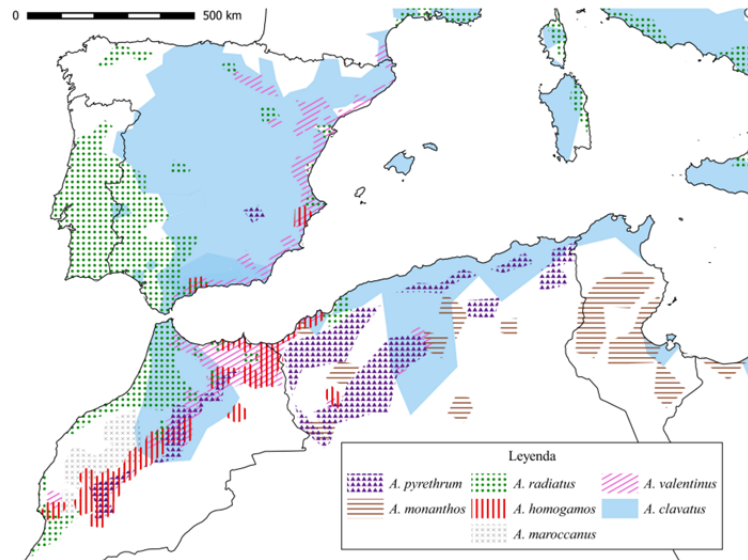 0 500 km
Leyenda
A. pyrethrum A. radiatus A. valentinus
A. monanthos A. homogamos A. clavatus
A. maroccanus